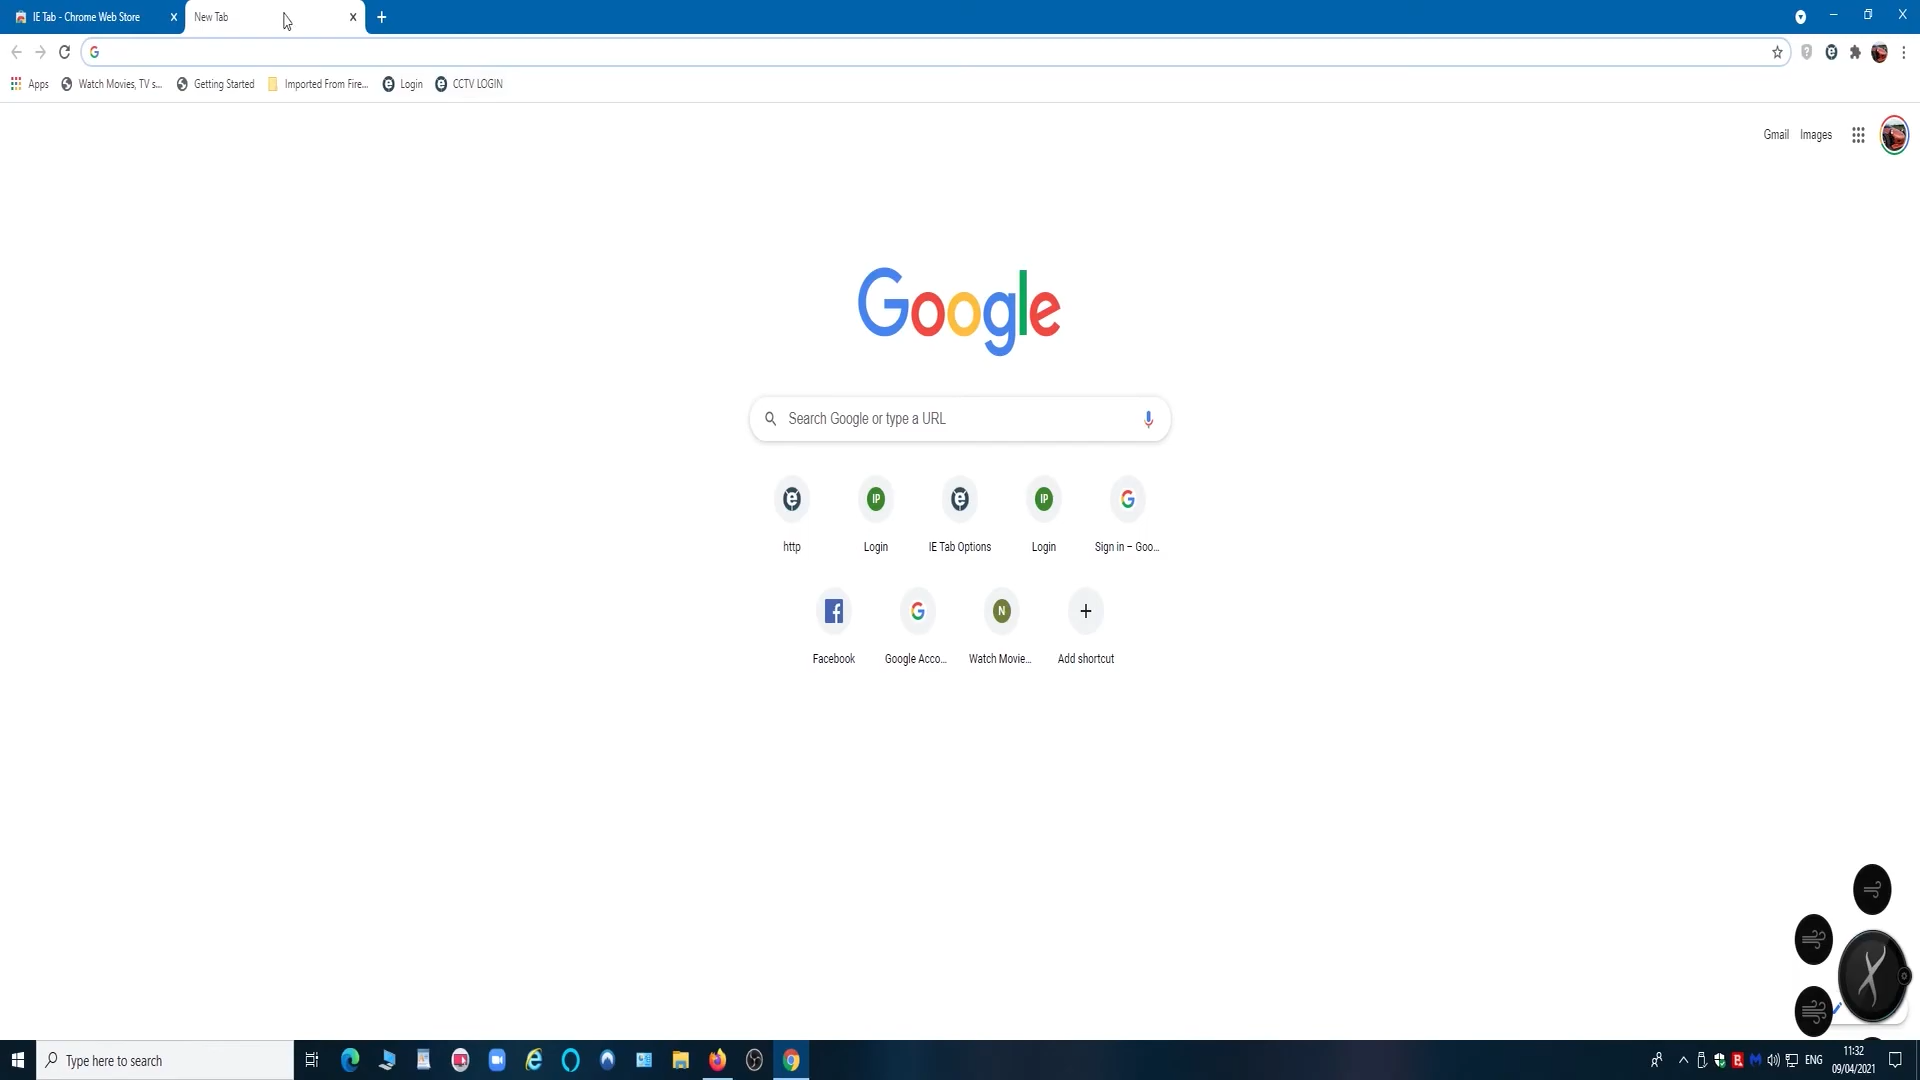 IE Tab - Chrome Web Store
New Tab
Apps
Watch Movies, TV s...
Getting Started
Imported From Fire...
Login
CCTV LOGIN
Gmail
Images
Google
Search Google or type a URL
http
Login
IE Tab Options
Login
Sign in – Goo...
Facebook
Google Acco...
Watch Movie...
Add shortcut
Type here to search
ENG
11:32
09/04/2021